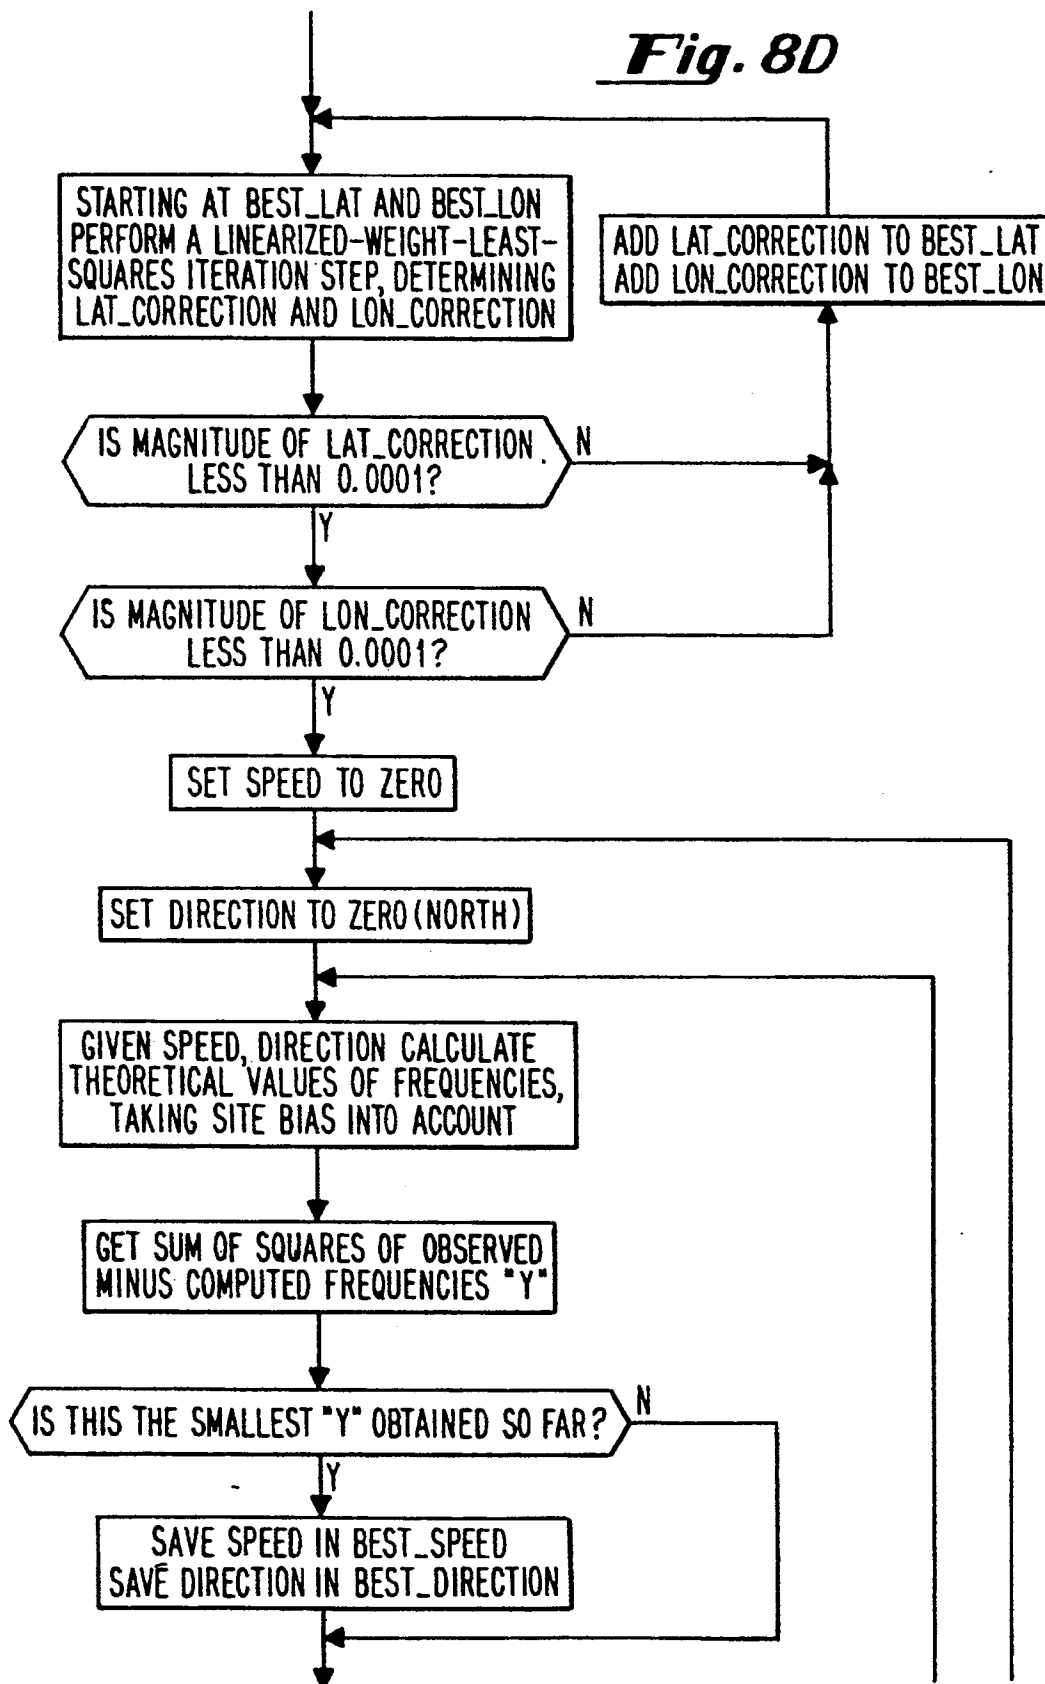 Fig. 8D
STARTING AT BEST_LAT AND BEST_LON
PERFORM A LINEARIZED-WEIGHT-LEAST-
SQUARES ITERATION STEP, DETERMINING
LAT_CORRECTION AND LON_CORRECTION
ADD LAT_CORRECTION TO BEST_LAT
ADD LON_CORRECTION TO BEST_LON
IS MAGNITUDE OF LAT_CORRECTION
LESS THAN 0.0001?
N
Y
IS MAGNITUDE OF LON_CORRECTION
LESS THAN 0.0001?
N
Y
SET SPEED TO ZERO
SET DIRECTION TO ZERO(NORTH)
GIVEN SPEED, DIRECTION CALCULATE
THEORETICAL VALUES OF FREQUENCIES,
TAKING SITE BIAS INTO ACCOUNT
GET SUM OF SQUARES OF OBSERVED
MINUS COMPUTED FREQUENCIES "Y"
IS THIS THE SMALLEST "Y" OBTAINED SO FAR?
N
Y
SAVE SPEED IN BEST_SPEED
SAVE DIRECTION IN BEST_DIRECTION